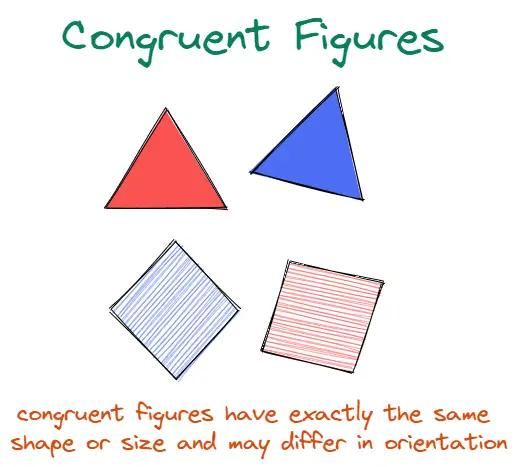 Congruent Figures
congruent figures have exactly the same
shape or size and may differ in orientation